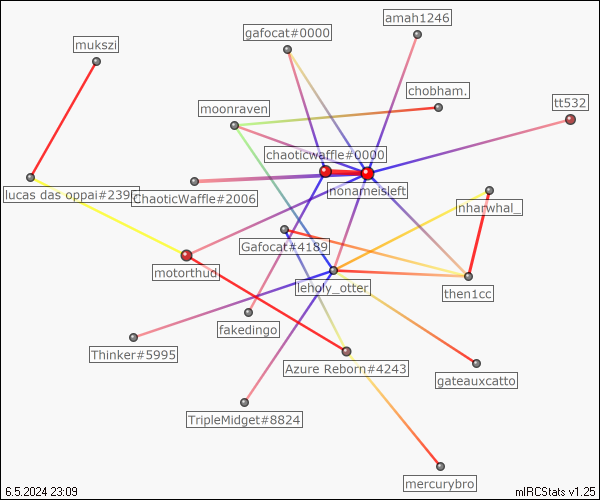 amah1246
gafocat#0000
mukszi
chobham.
tt532
moonraven
chaoticwaffle#0000
nonameisleft
lucas das oppai#2396
ChaoticWaffle#2006
nharwhal_
Gafocat#4189
motorthud
leholy_otter
then1cc
fakedingo
Thinker#5995
Azure Reborn#4243
gateauxcatto
TripleMidget#8824
mercurybro
6.5.2024 23:09
mIRCStats v1.25